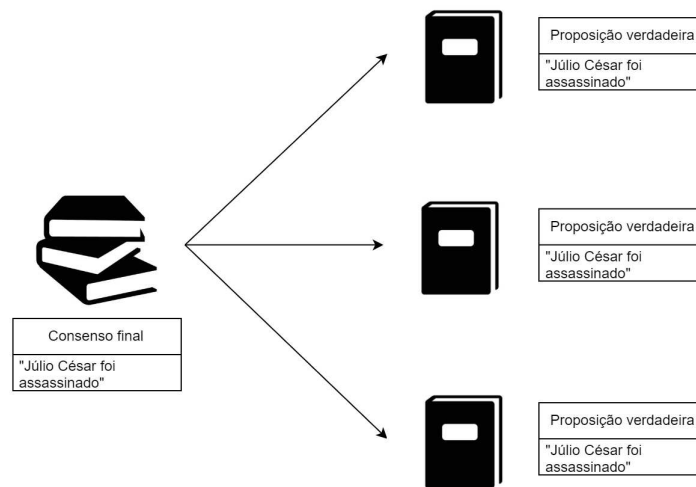 Proposição verdadeira
"Júlio César foi
assassinado"
Proposição verdadeira
"Júlio César foi
assassinado"
Consenso final
"Júlio César foi
assassinado"
Proposição verdadeira
"Júlio César foi
assassinado"